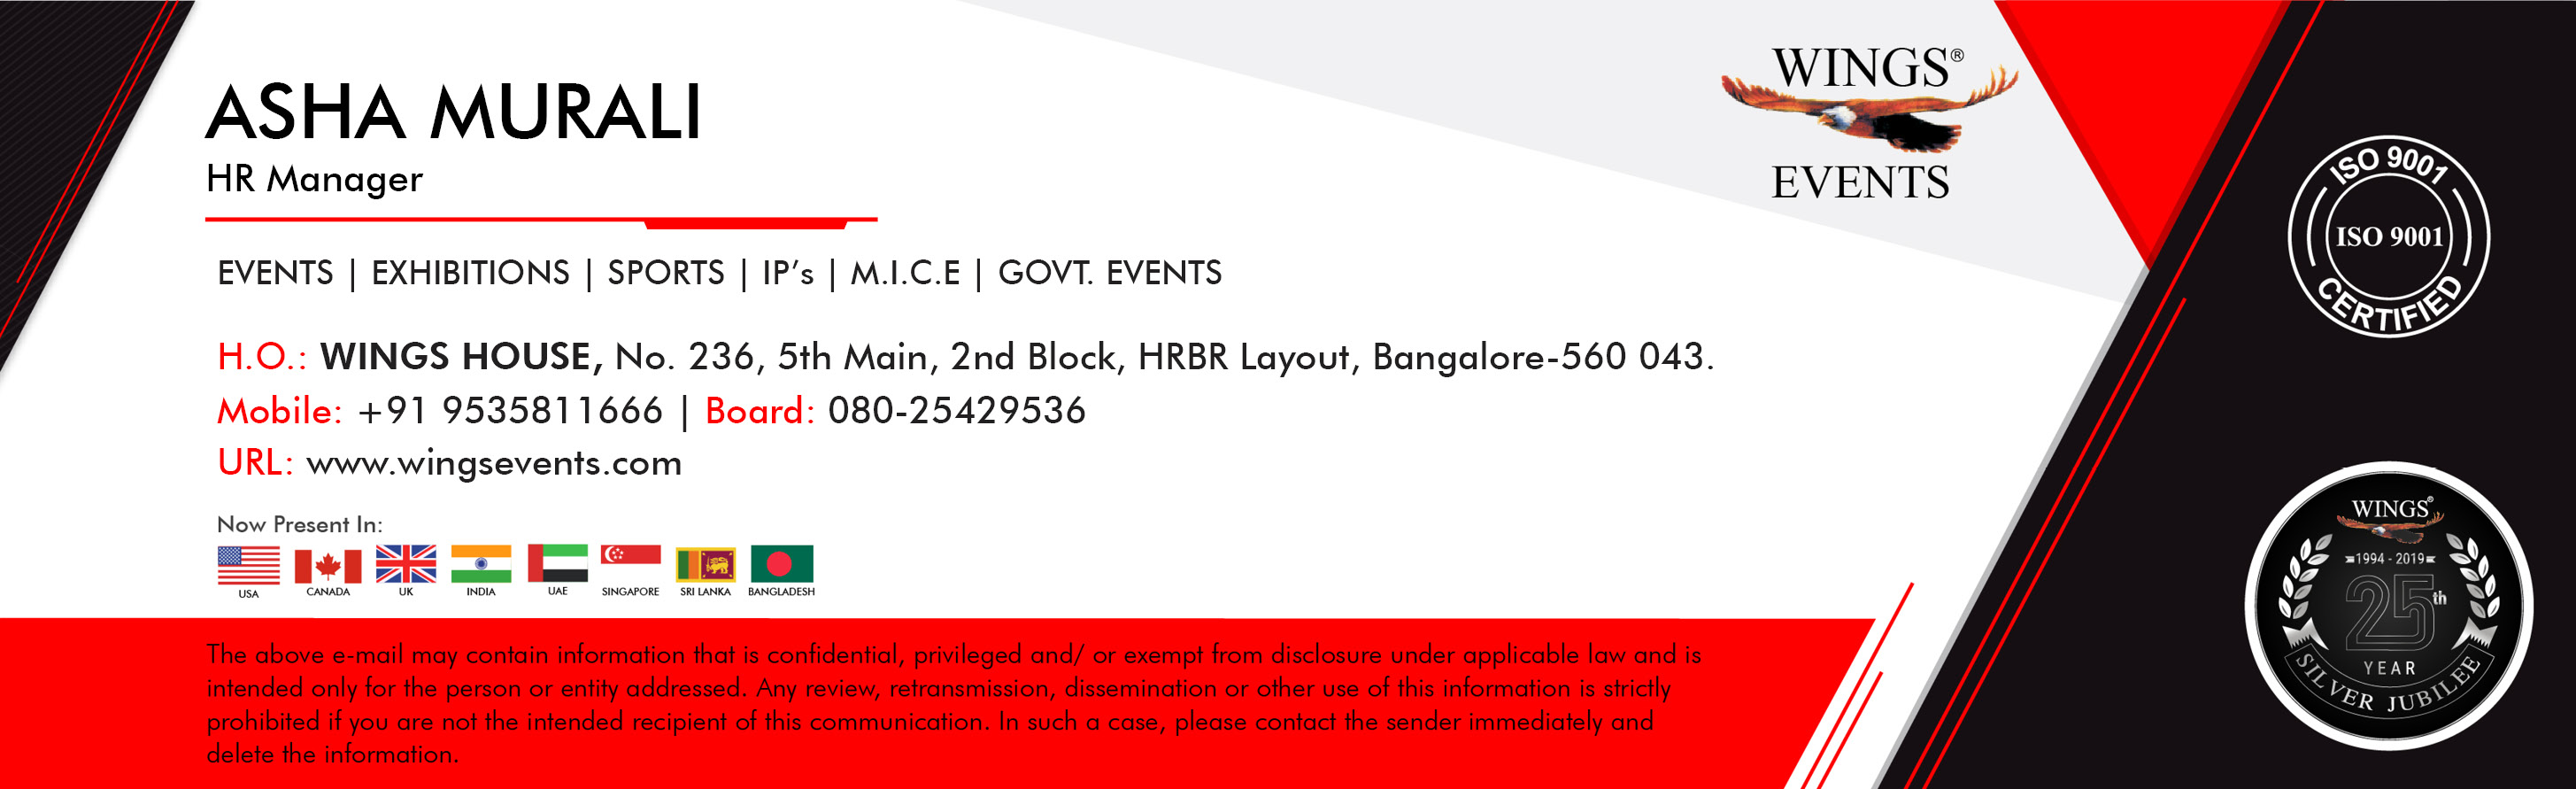 ASHA MURALI
HR Manager
WINGS®
EVENTS
EVENTS | EXHIBITIONS | SPORTS | IP's | M.I.C.E | GOVT. EVENTS
H.O.: WINGS HOUSE, No. 236, 5th Main, 2nd Block, HRBR Layout, Bangalore-560 043.
Mobile: +91 9535811666 | Board: 080-25429536
URL: www.wingsevents.com
Now Present In:
USA CANADA UK INDIA UAE SINGAPORE SRI LANKA BANGLADESH
The above e-mail may contain information that is confidential, privileged and/ or exempt from disclosure under applicable law and is
intended only for the person or entity addressed. Any review, retransmission, dissemination or other use of this information is strictly
prohibited if you are not the intended recipient of this communication. In such a case, please contact the sender immediately and
delete the information.
ISO 9001
ISO 9001
CERTIFIED
WINGS®
1994 - 2019
25th
YEAR
SILVER JUBILEE